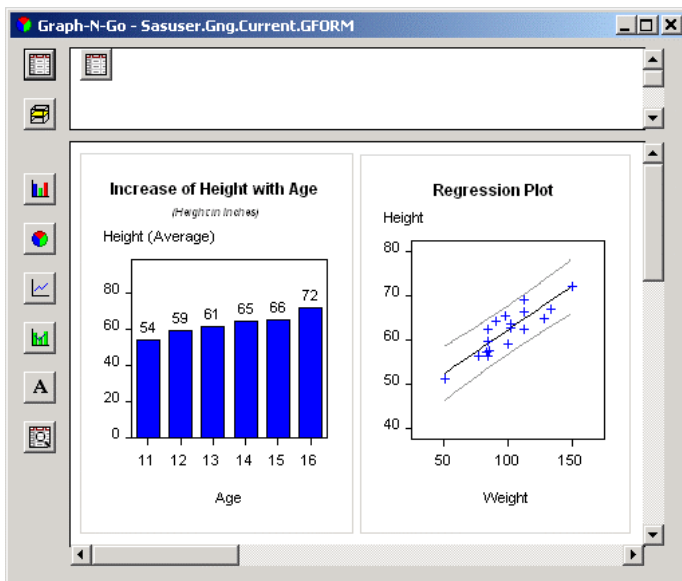 Graph-N-Go - Sasuser.Gng.Current.GFORM
Increase of Height with Age
(Height in Inches)
Height (Average)
80
60
40
20
0
54
59
61
65
66
72
11 12 13 14 15 16
Age
Regression Plot
Height
80
70
60
50
40
50 100 150
Weight
A